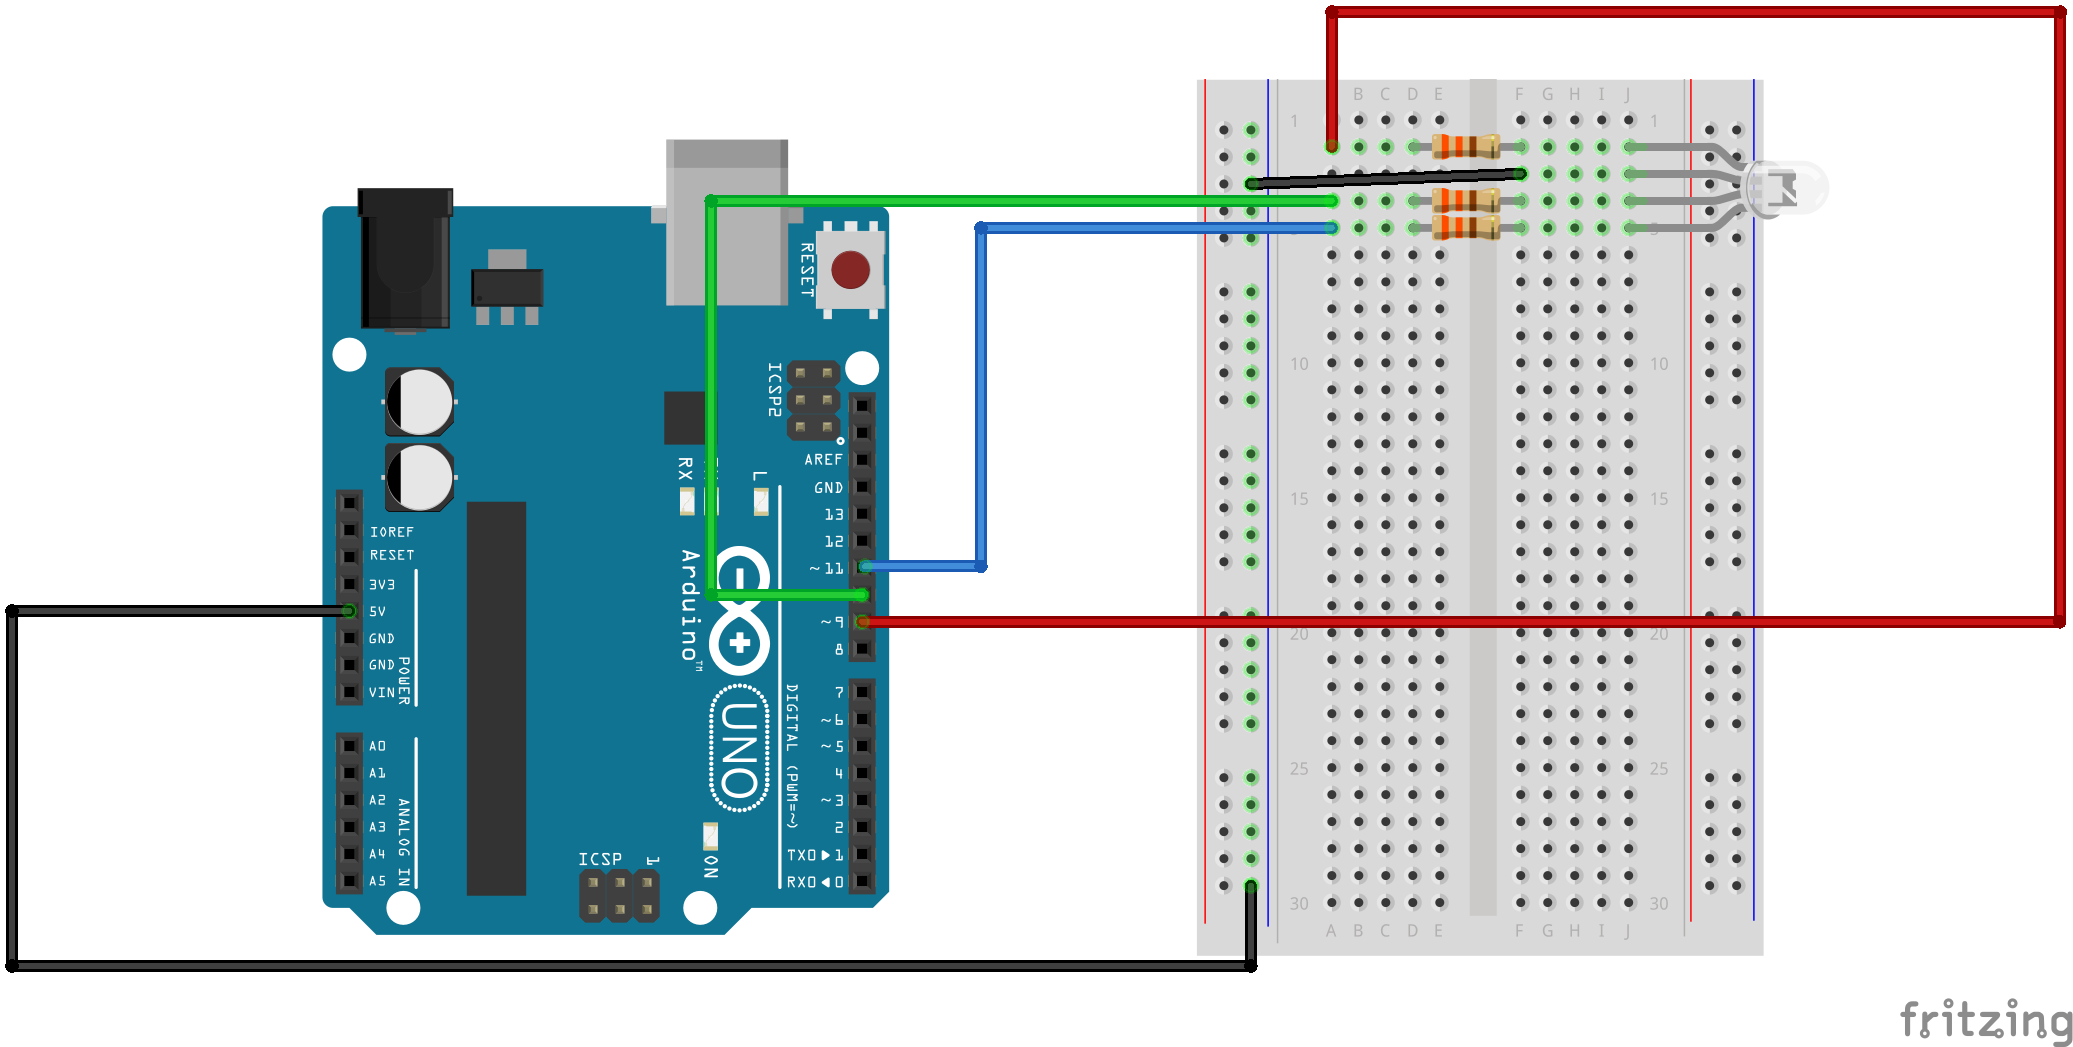 B C D E F G H I J
1 1
5
10 10
15 15
20 20
25 25
30 30
A B C D E F G H I J
RESET
ICSP2
AREF
GND
13
12
~11
~9
8
7
~6
~5
4
~3
2
TX0▶1
RX0◀0
DIGITAL (PWM=~)
RX
L
Arduino™
UNO
ON
ICSP 1
IOREF
RESET
3V3
5V
GND
GND
VIN
POWER
A0
A1
A2
A3
A4
A5
ANALOG IN
fritzing